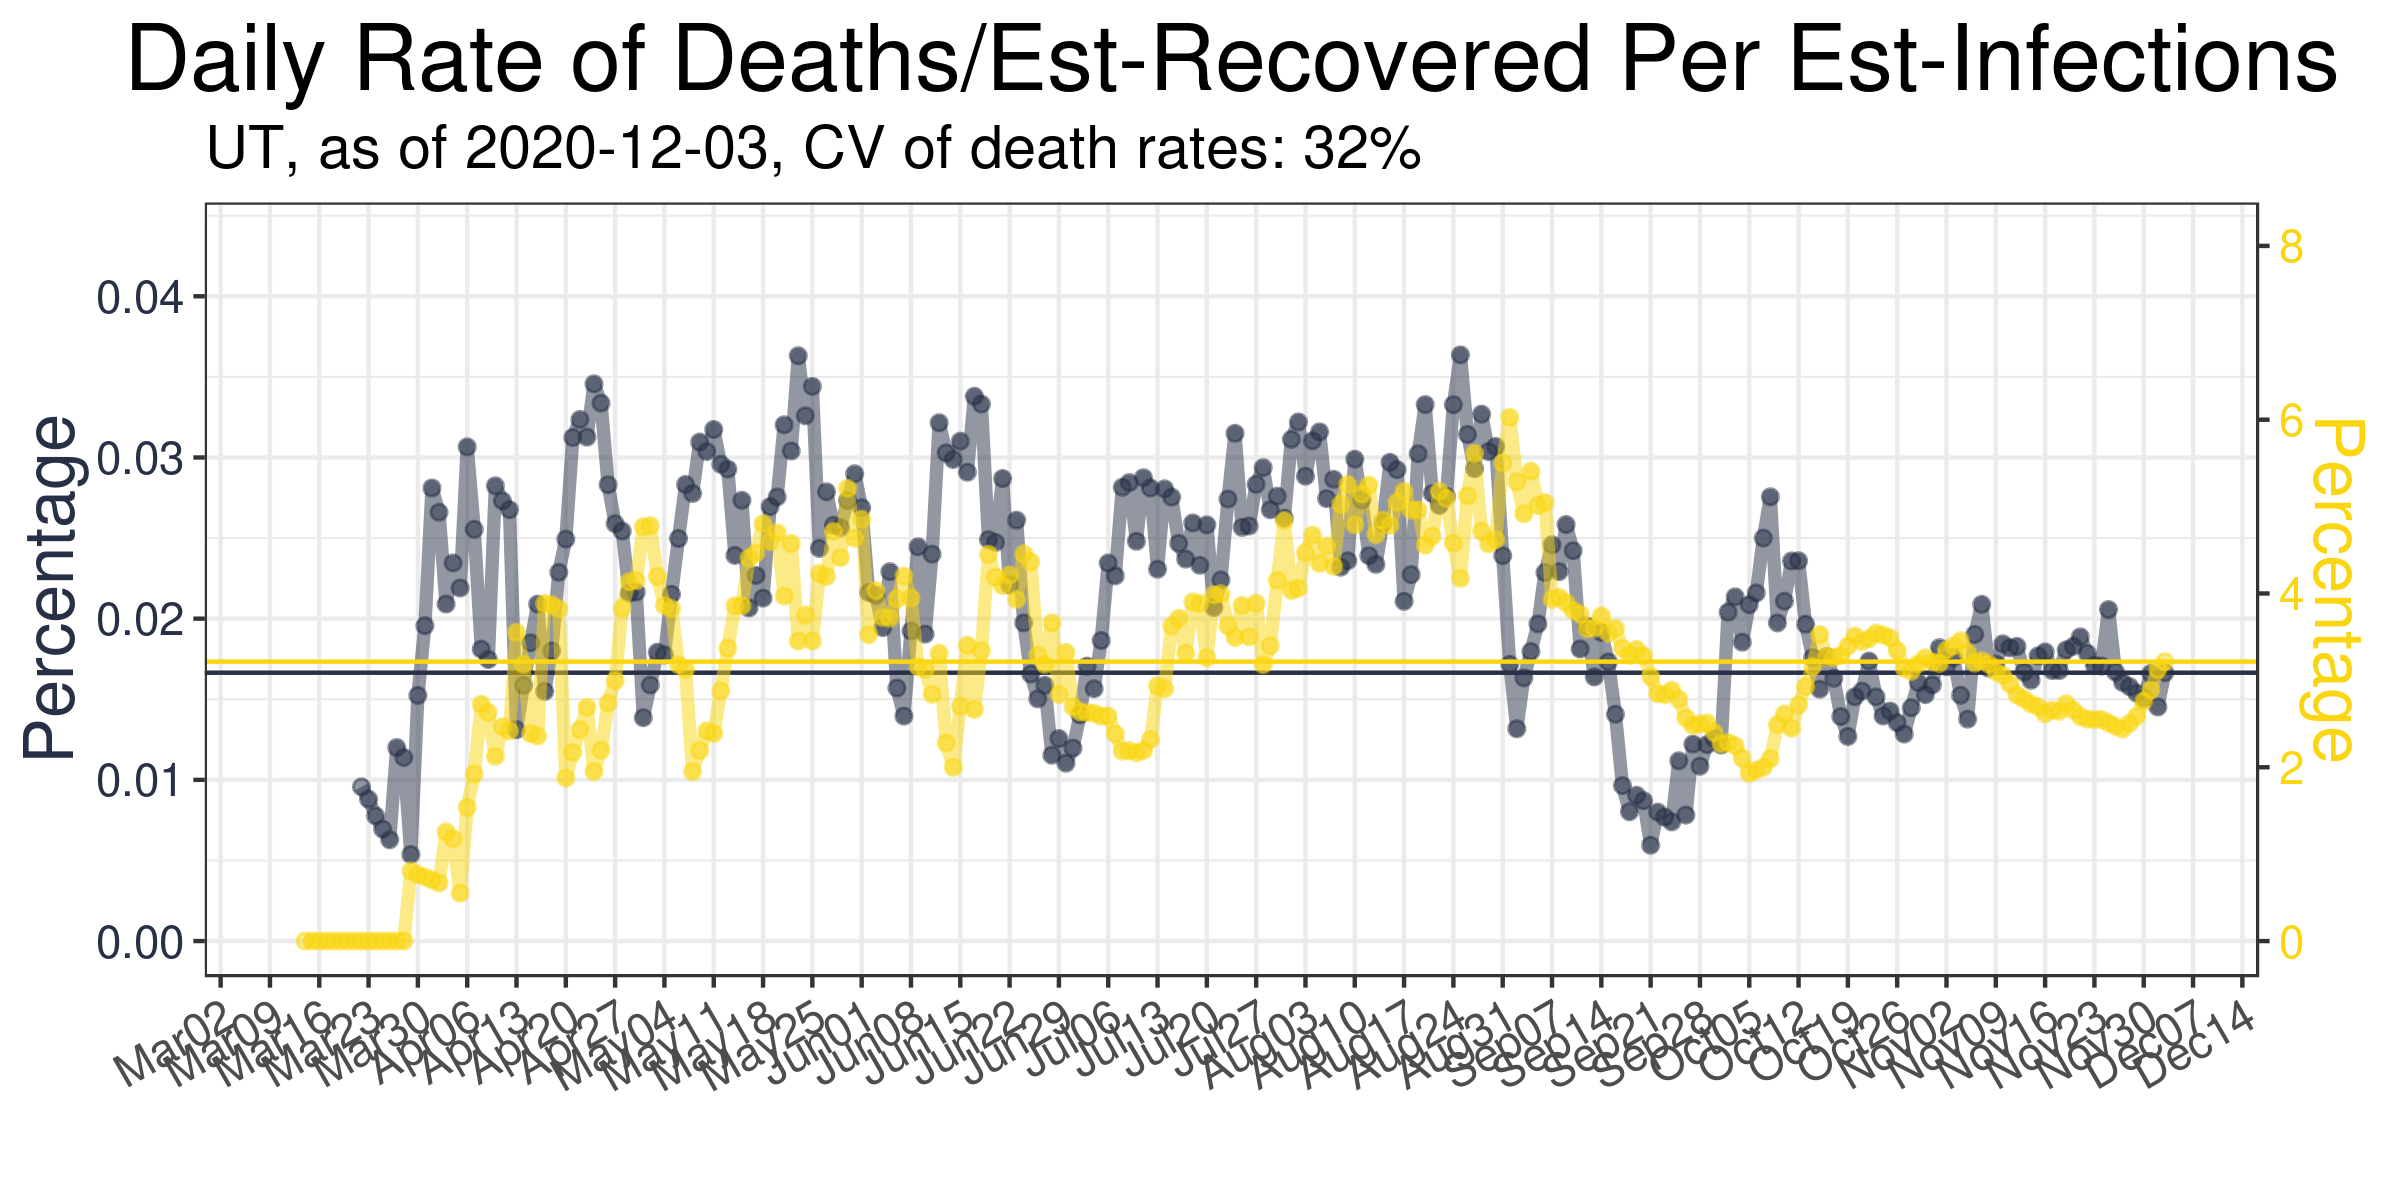 Daily Rate of Deaths/Est-Recovered Per Est-Infections
UT, as of 2020-12-03, CV of death rates: 32%
Percentage
0.04
0.03
0.02
0.01
0.00
8
6
4
2
0
Percentage
Mar02
Mar09
Mar16
Mar23
Mar30
Apr06
Apr13
Apr20
Apr27
May04
May11
May18
May25
Jun01
Jun08
Jun15
Jun22
Jun29
Jul06
Jul13
Jul20
Jul27
Aug03
Aug10
Aug17
Aug24
Aug31
Sep07
Sep14
Sep21
Sep28
Oct05
Oct12
Oct19
Oct26
Nov02
Nov09
Nov16
Nov23
Nov30
Dec07
Dec14